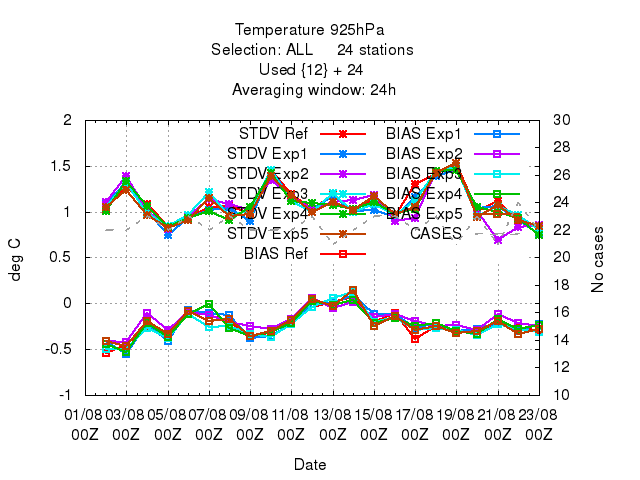 Temperature 925hPa
Selection: ALL 24 stations
Used {12} + 24
Averaging window: 24h
STDV Ref
STDV Exp1
STDV Exp2
STDV Exp3
STDV Exp4
STDV Exp5
BIAS Ref
BIAS Exp1
BIAS Exp2
BIAS Exp3
BIAS Exp4
BIAS Exp5
CASES
deg C
2
1.5
1
0.5
0
-0.5
-1
No cases
30
28
26
24
22
20
18
16
14
12
10
01/08 03/08 05/08 07/08 09/08 11/08 13/08 15/08 17/08 19/08 21/08 23/08
00Z 00Z 00Z 00Z 00Z 00Z 00Z 00Z 00Z 00Z 00Z 00Z
Date